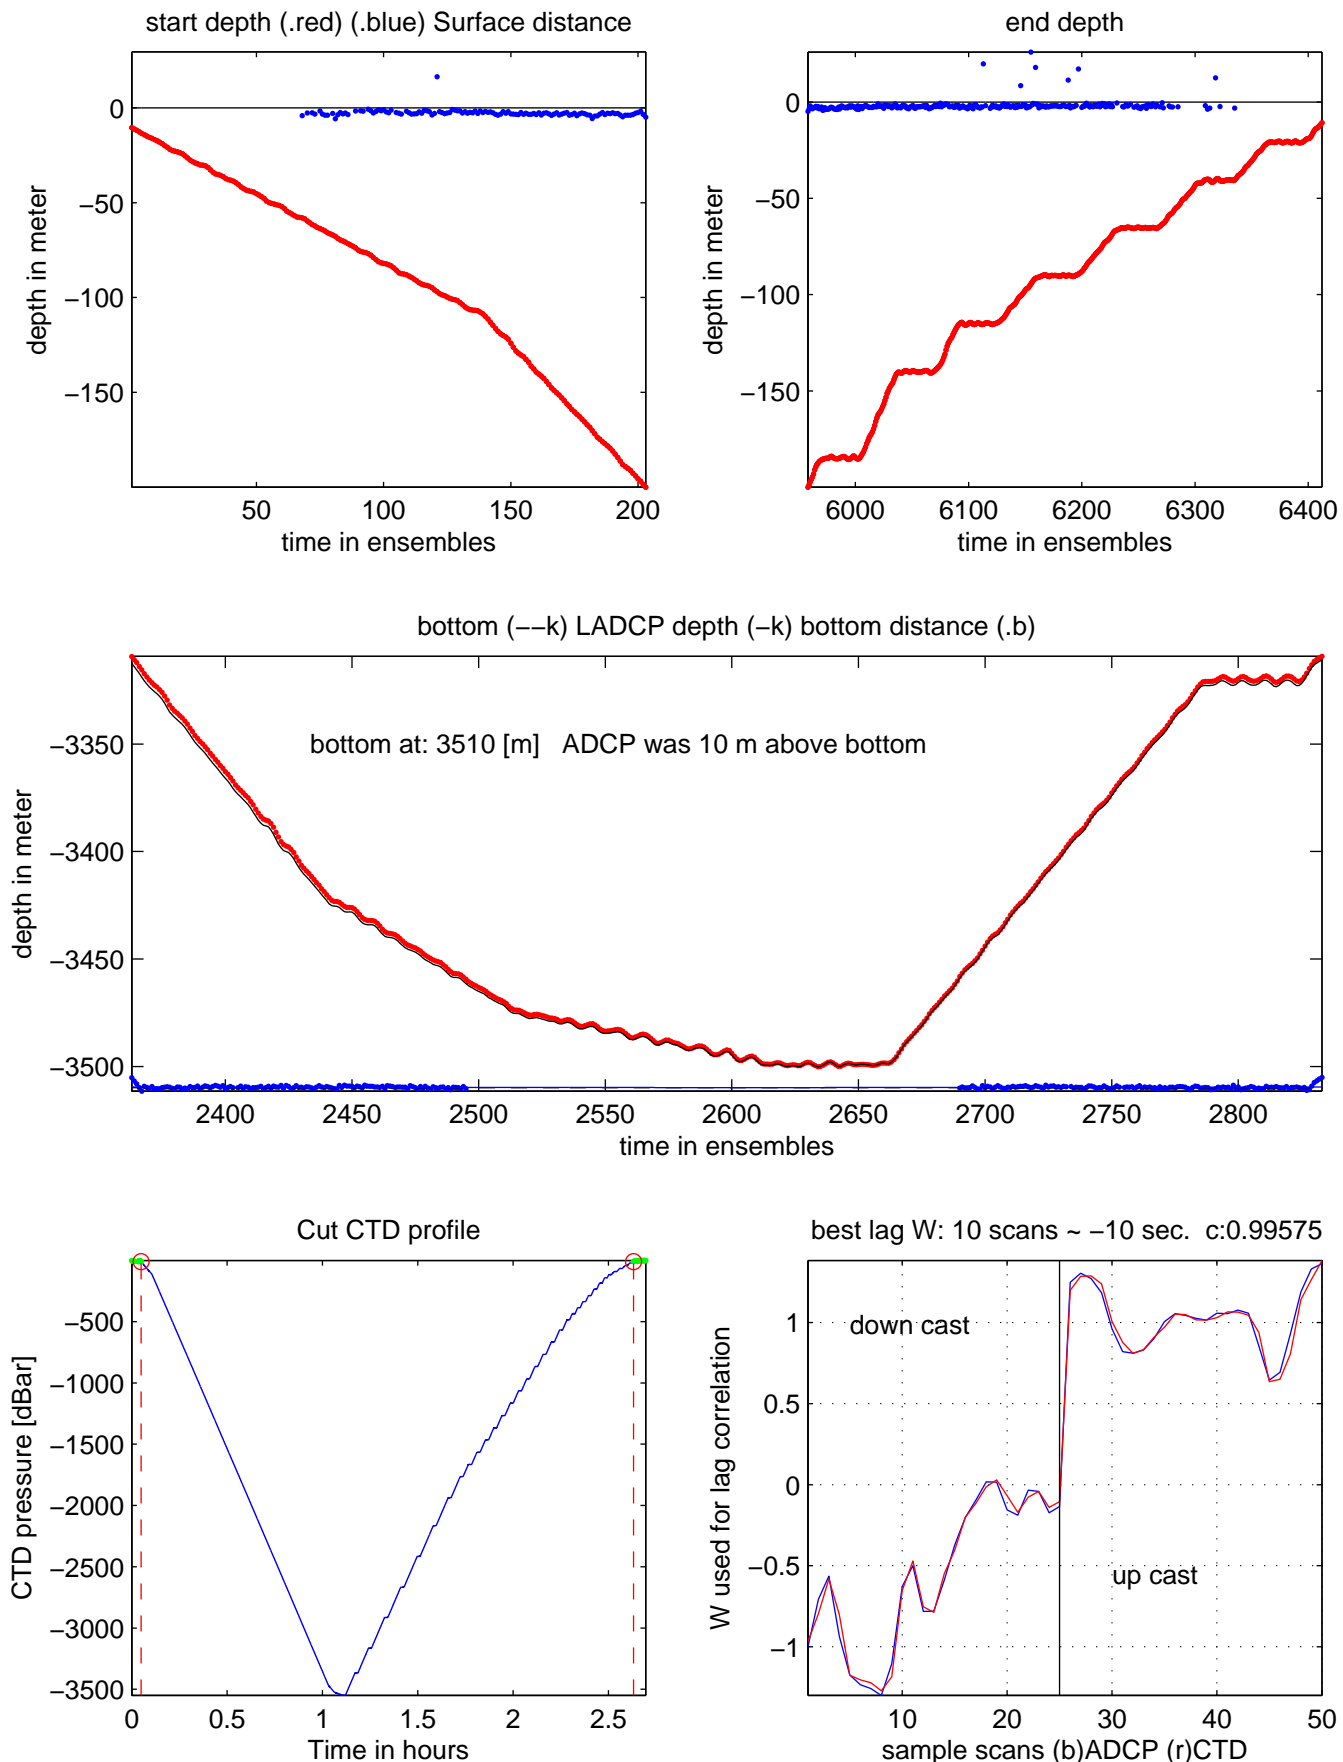 start depth (.red) (.blue) Surface distance
0
−50
−100
−150
depth in meter
50 100 150 200
time in ensembles
end depth
0
−50
−100
−150
depth in meter
6000 6100 6200 6300 6400
time in ensembles
bottom (−−k) LADCP depth (−k) bottom distance (.b)
bottom at: 3510 [m] ADCP was 10 m above bottom
−3350
−3400
−3450
−3500
depth in meter
2400 2450 2500 2550 2600 2650 2700 2750 2800
time in ensembles
Cut CTD profile
−500
−1000
−1500
−2000
−2500
−3000
−3500
CTD pressure [dBar]
0 0.5 1 1.5 2 2.5
Time in hours
best lag W: 10 scans ~ −10 sec. c:0.99575
down cast
up cast
1
0.5
0
−0.5
−1
W used for lag correlation
10 20 30 40 50
sample scans (b)ADCP (r)CTD